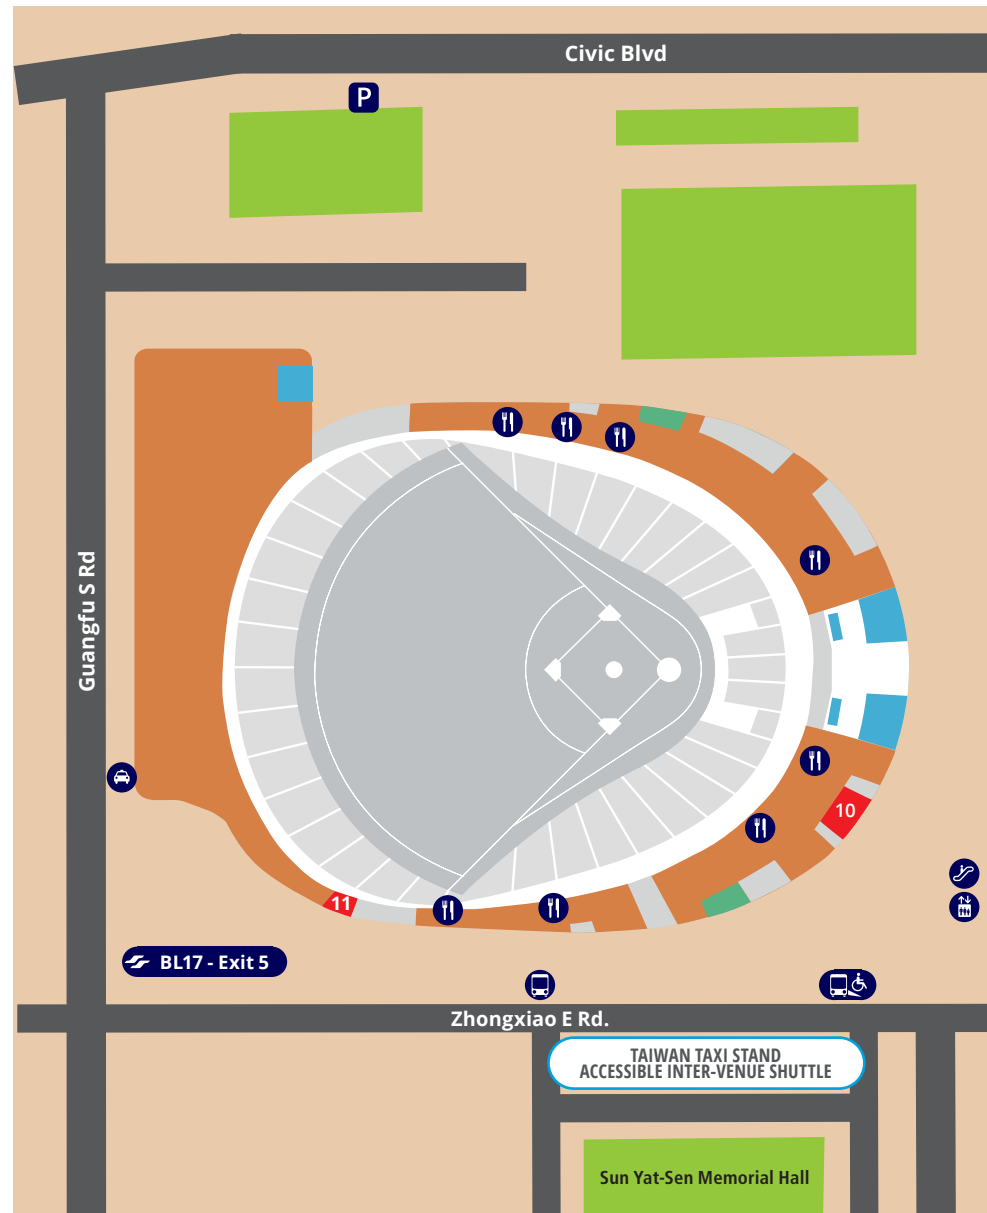 Civic Blvd
P
Guangfu S Rd
10
11
BL17 - Exit 5
Zhongxiao E Rd.
TAIWAN TAXI STAND
ACCESSIBLE INTER-VENUE SHUTTLE
Sun Yat-Sen Memorial Hall